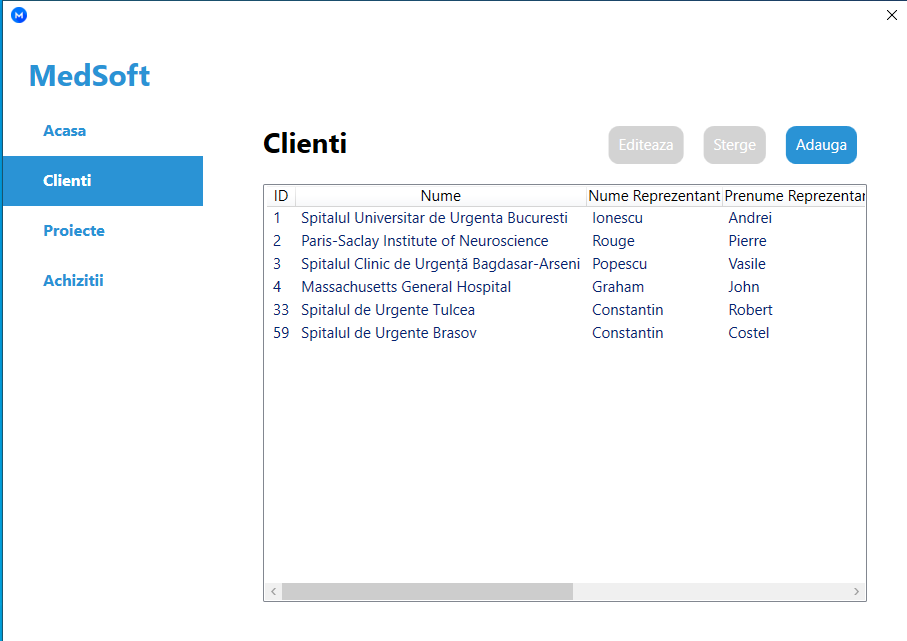 M
MedSoft
Acasa
Clienti
Proiecte
Achizitii
Clienti
Editeaza Sterge Adauga
ID Nume Nume Reprezentant Prenume Reprezentar
1 Spitalul Universitar de Urgenta Bucuresti Ionescu Andrei
2 Paris-Saclay Institute of Neuroscience Rouge Pierre
3 Spitalul Clinic de Urgență Bagdasar-Arseni Popescu Vasile
4 Massachusetts General Hospital Graham John
33 Spitalul de Urgente Tulcea Constantin Robert
59 Spitalul de Urgente Brasov Constantin Costel